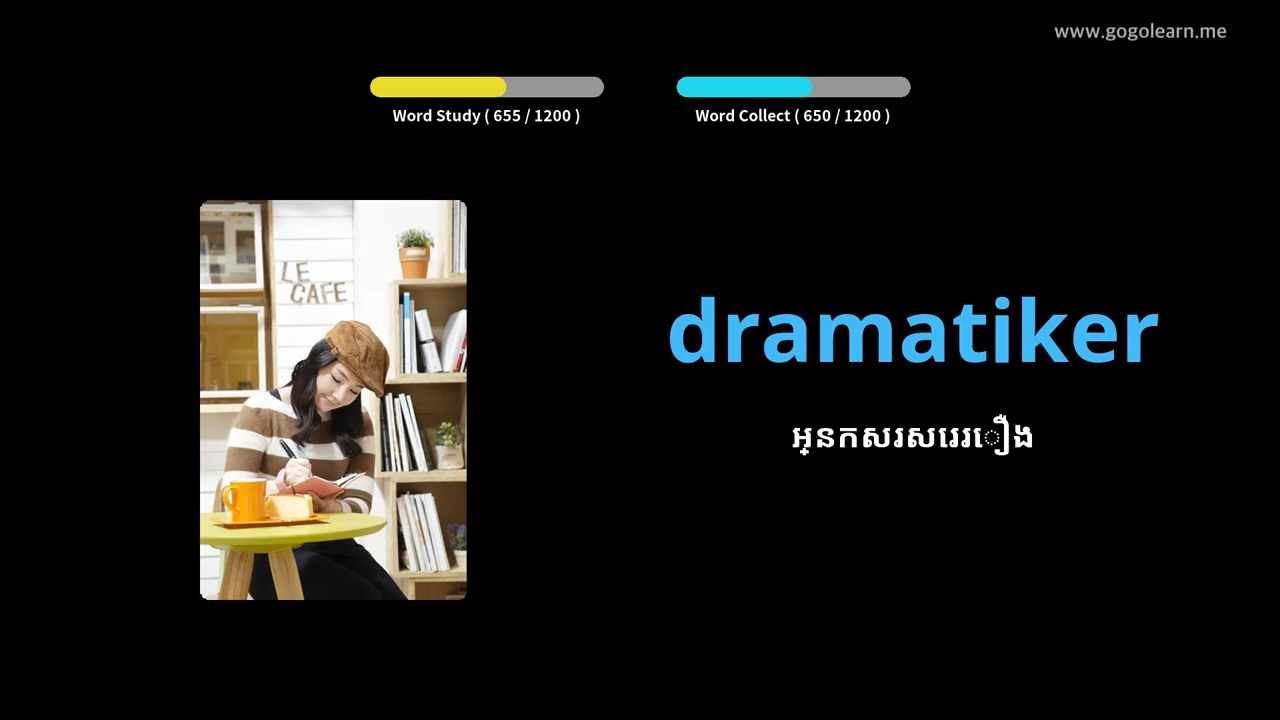 www.gogolearn.me
Word Study ( 655 / 1200 )
Word Collect ( 650 / 1200 )
LE
CAFE
dramatiker
អ្នកសរសេររឿង